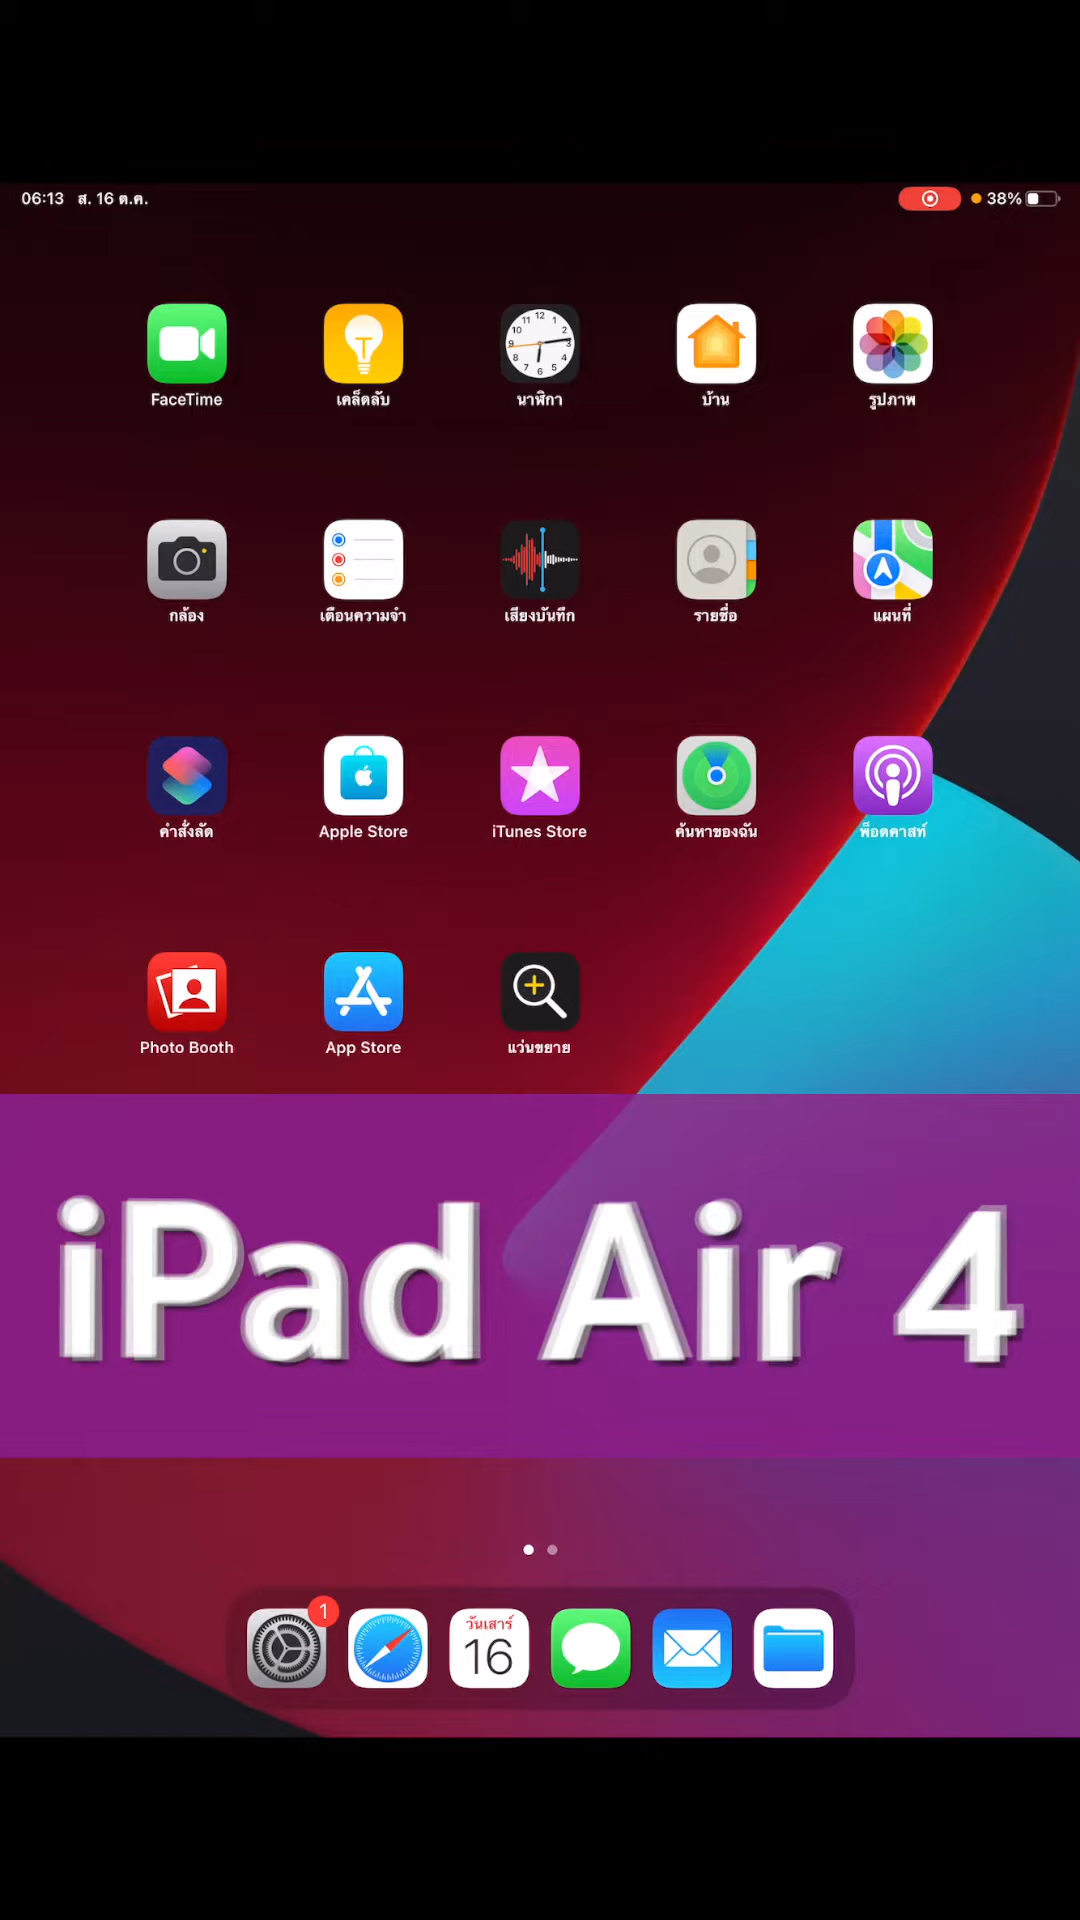 06:13 ส. 16 ต.ค. 38%
FaceTime เคล็ดลับ นาฬิกา บ้าน รูปภาพ
กล้อง เตือนความจำ เสียงบันทึก รายชื่อ แผนที่
คำสั่งลัด Apple Store iTunes Store ค้นหาของฉัน พ็อดคาสท์
Photo Booth App Store แว่นขยาย
iPad Air 4
1
วันเสาร์
16